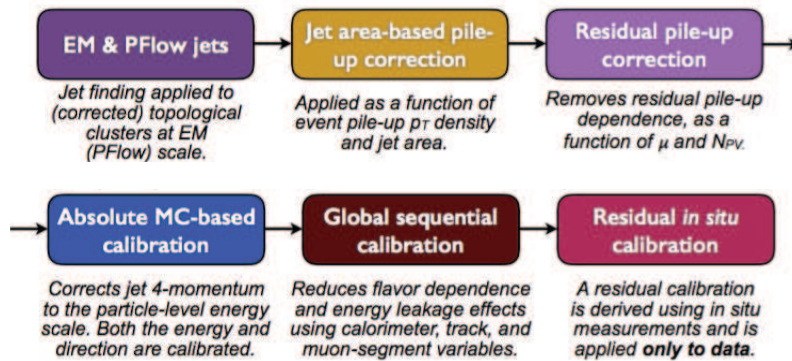 EM & PFlow jets
Jet finding applied to
(corrected) topological
clusters at EM
(PFlow) scale.
Jet area-based pile-
up correction
Applied as a function of
event pile-up pT density
and jet area.
Residual pile-up
correction
Removes residual pile-up
dependence, as a
function of µ and NPV.
Absolute MC-based
calibration
Corrects jet 4-momentum
to the particle-level energy
scale. Both the energy and
direction are calibrated.
Global sequential
calibration
Reduces flavor dependence
and energy leakage effects
using calorimeter, track, and
muon-segment variables.
Residual in situ
calibration
A residual calibration
is derived using in situ
measurements and is
applied only to data.